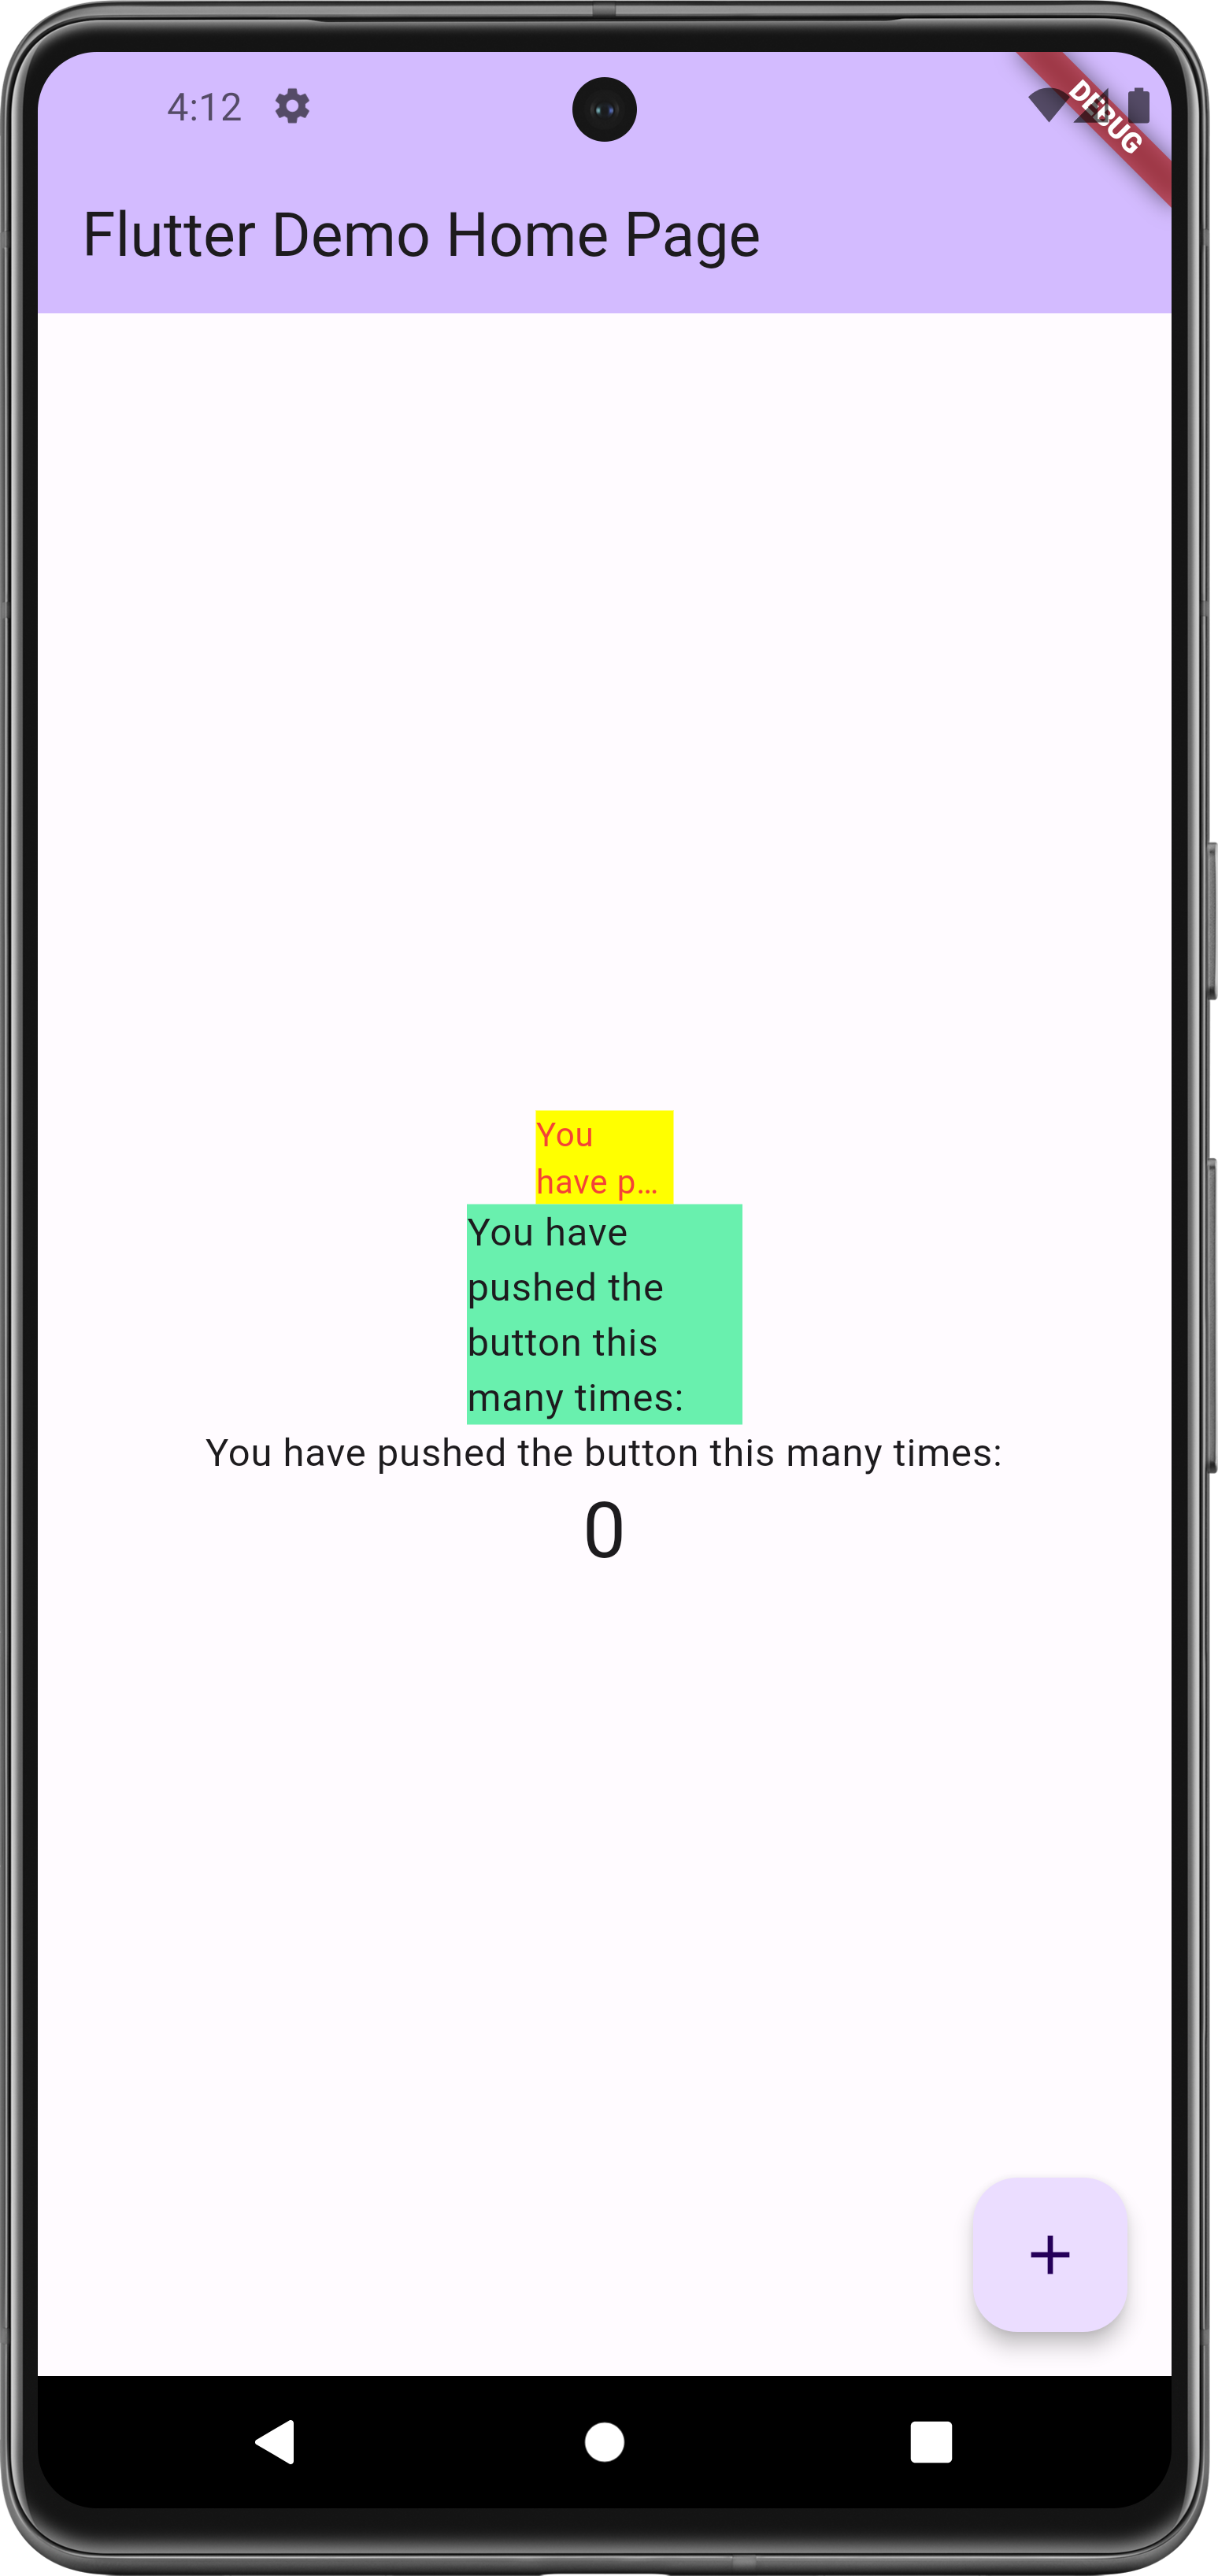 4:12
DEBUG
Flutter Demo Home Page
You
have p...
You have
pushed the
button this
many times:
You have pushed the button this many times:
0
+